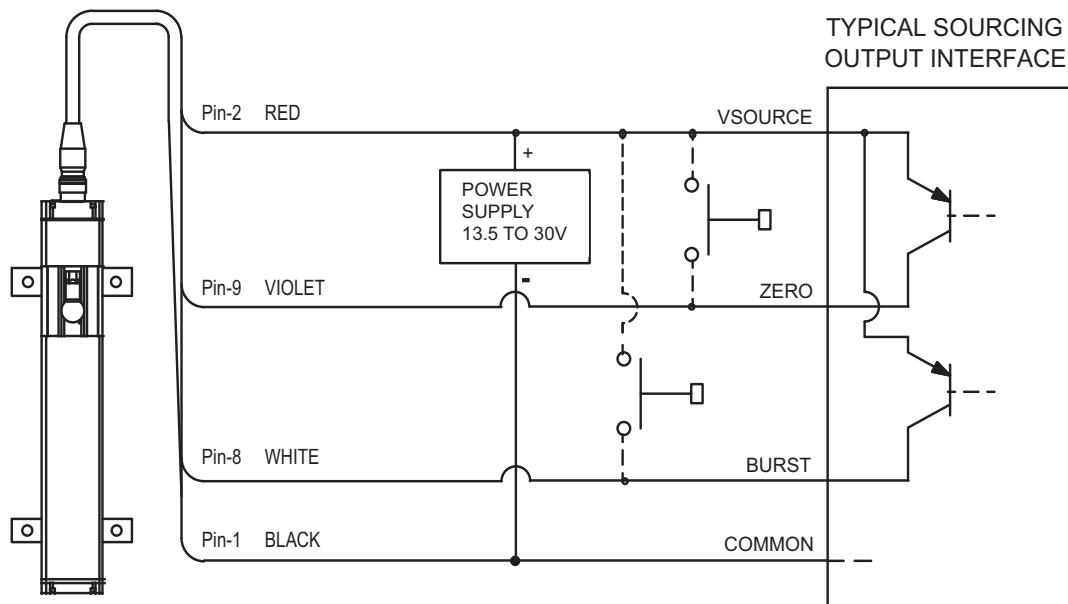 TYPICAL SOURCING
OUTPUT INTERFACE
Pin-2 RED
VSOURCE
+
POWER
SUPPLY
13.5 TO 30V
-
Pin-9 VIOLET
ZERO
Pin-8 WHITE
BURST
Pin-1 BLACK
COMMON